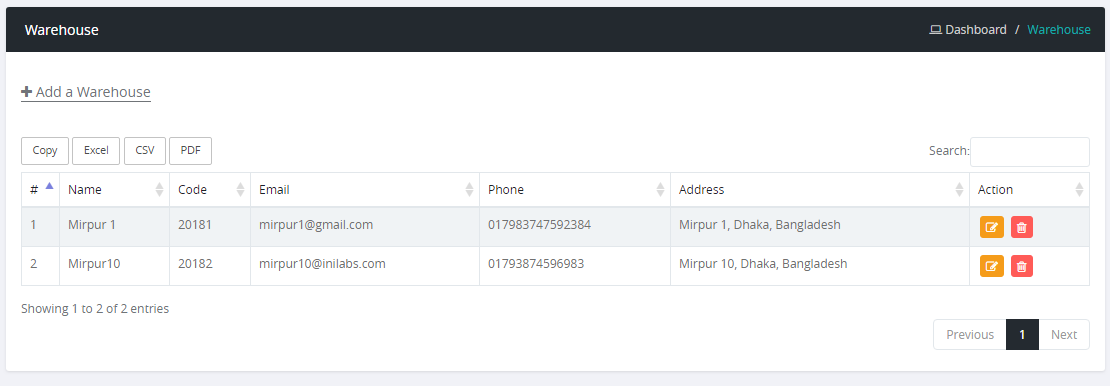 Warehouse
Dashboard / Warehouse
Add a Warehouse
Copy Excel CSV PDF Search:
# Name Code Email Phone Address Action
1 Mirpur 1 20181 mirpur1@gmail.com 017983747592384 Mirpur 1, Dhaka, Bangladesh
2 Mirpur10 20182 mirpur10@inilabs.com 01793874596983 Mirpur 10, Dhaka, Bangladesh
Showing 1 to 2 of 2 entries
Previous 1 Next